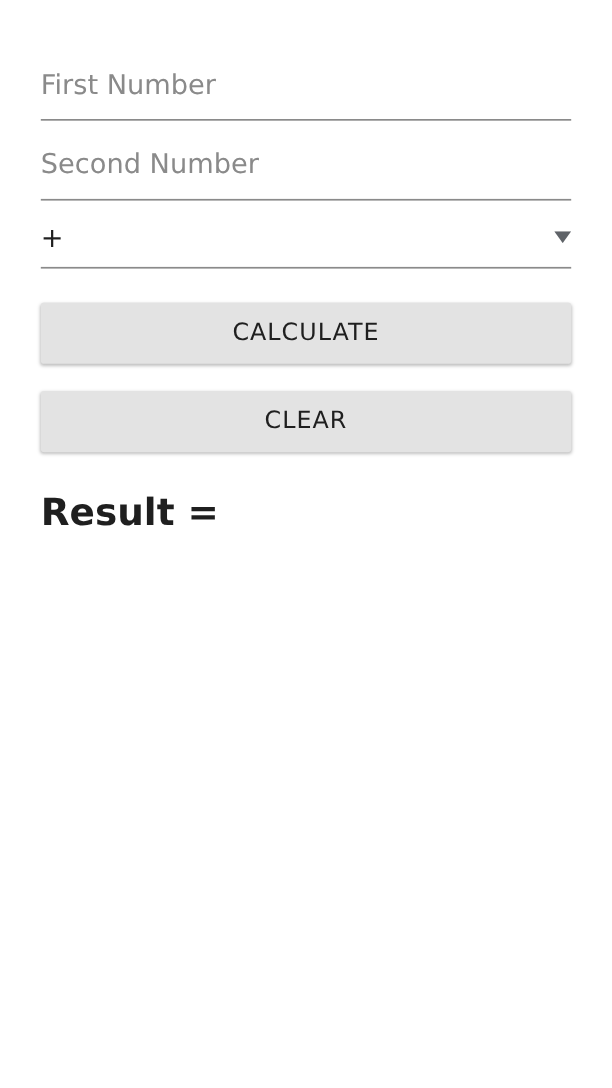 First Number
Second Number
+
CALCULATE
CLEAR
Result =